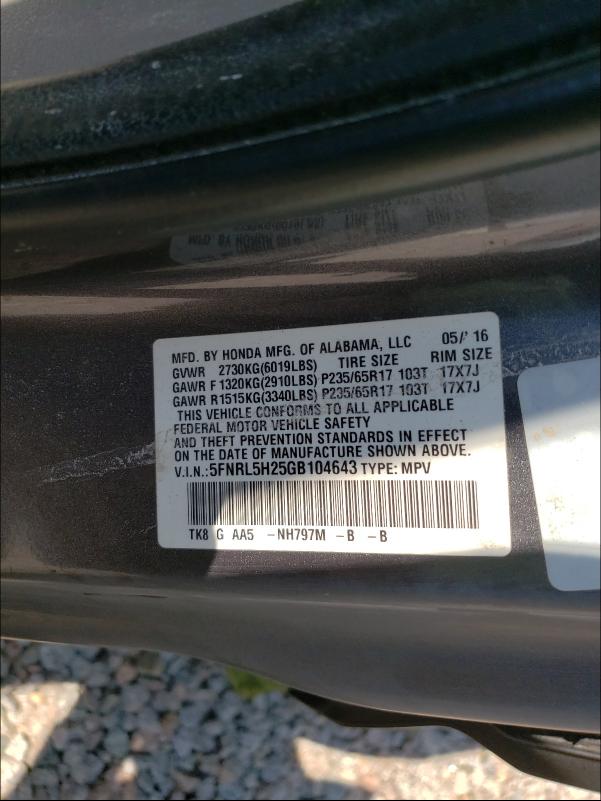 MFD. BY HONDA MFG. OF ALABAMA, LLC 05/ 16
GVWR 2730KG(6019LBS) TIRE SIZE RIM SIZE
GAWR F 1320KG(2910LBS) P235/65R17 103T 17X7J
GAWR R1515KG(3340LBS) P235/65R17 103T 17X7J
THIS VEHICLE CONFORMS TO ALL APPLICABLE
FEDERAL MOTOR VEHICLE SAFETY
AND THEFT PREVENTION STANDARDS IN EFFECT
ON THE DATE OF MANUFACTURE SHOWN ABOVE.
V.I.N.:5FNRL5H25GB104643 TYPE: MPV
TK8 G AA5 -NH797M -B -B